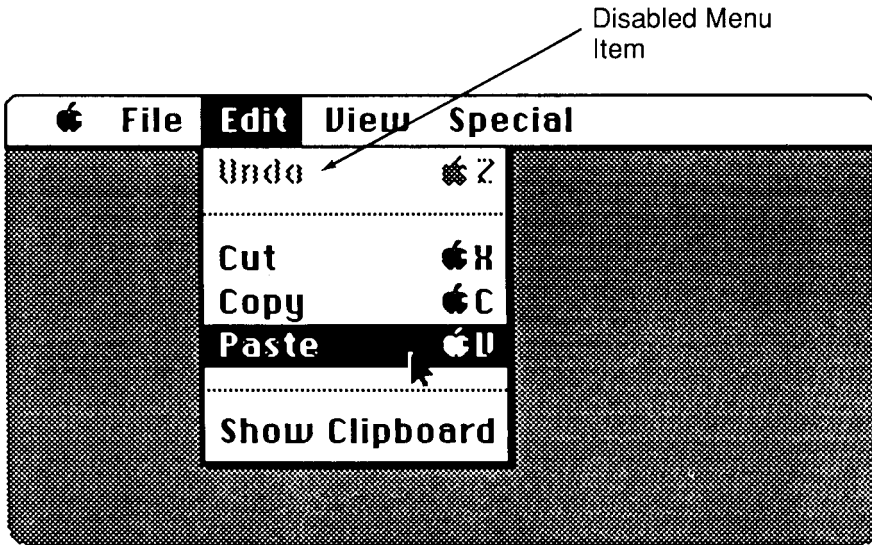 Disabled Menu
Item
File Edit View Special
Undo Z
Cut X
Copy C
Paste V
Show Clipboard